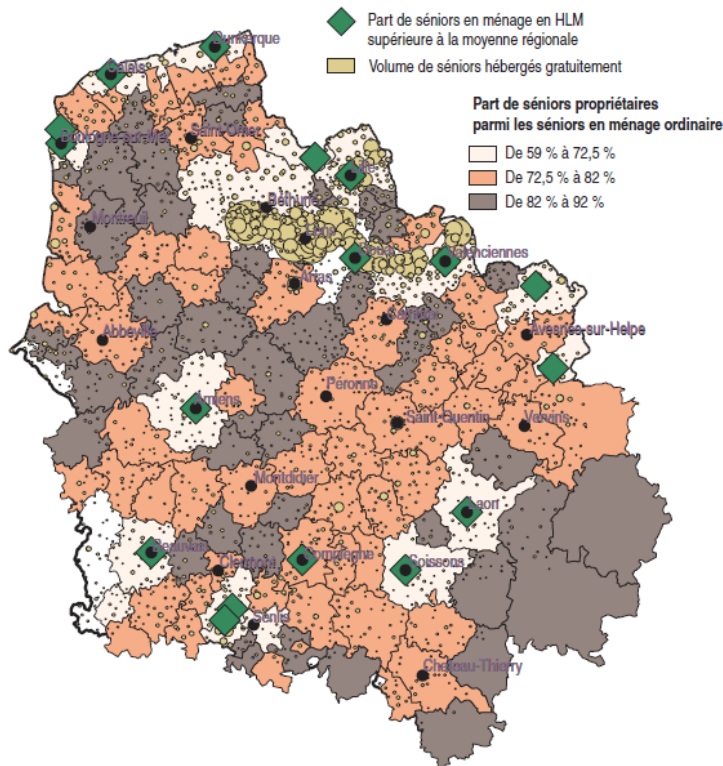 Part de séniors en ménage en HLM
supérieure à la moyenne régionale
Volume de séniors hébergés gratuitement
Part de séniors propriétaires
parmi les séniors en ménage ordinaire
De 59 % à 72,5 %
De 72,5 % à 82 %
De 82 % à 92 %
Dunkerque
Calais
Boulogne-sur-Mer
Saint-Omer
Lille
Béthune
Montreuil
Lens
Douai
Valenciennes
Arras
Cambrai
Avesnes-sur-Helpe
Abbeville
Amiens
Péronne
Saint-Quentin
Vervins
Montdidier
Laon
Beauvais
Clermont
Compiègne
Soissons
Senlis
Château-Thierry